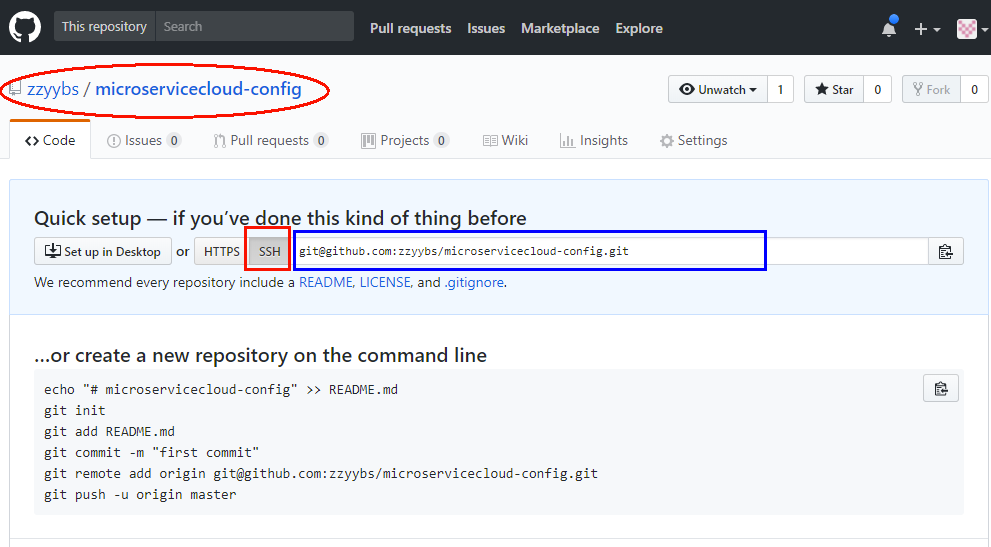 This repository Search Pull requests Issues Marketplace Explore
zzyybs / microservicecloud-config Unwatch 1 Star 0 Fork 0
Code Issues 0 Pull requests 0 Projects 0 Wiki Insights Settings
Quick setup — if you’ve done this kind of thing before
Set up in Desktop or HTTPS SSH git@github.com:zzyybs/microservicecloud-config.git
We recommend every repository include a README, LICENSE, and .gitignore.
…or create a new repository on the command line
echo "# microservicecloud-config" >> README.md
git init
git add README.md
git commit -m "first commit"
git remote add origin git@github.com:zzyybs/microservicecloud-config.git
git push -u origin master